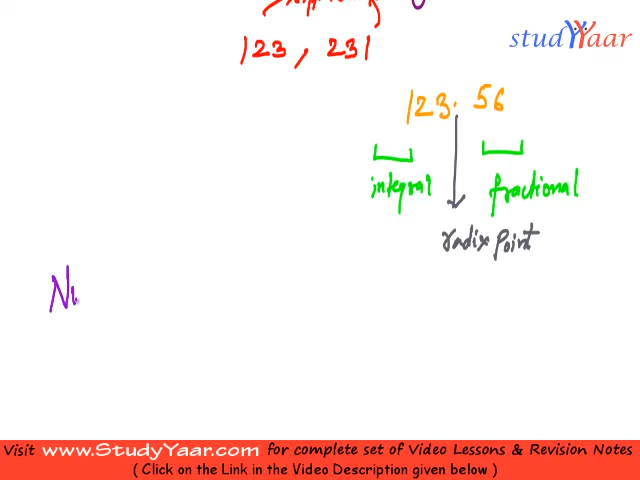 studYYaar
123 , 231
123. 56
integral fractional
radix point
Visit www.StudyYaar.com for complete set of Video Lessons & Revision Notes
( Click on the Link in the Video Description given below )